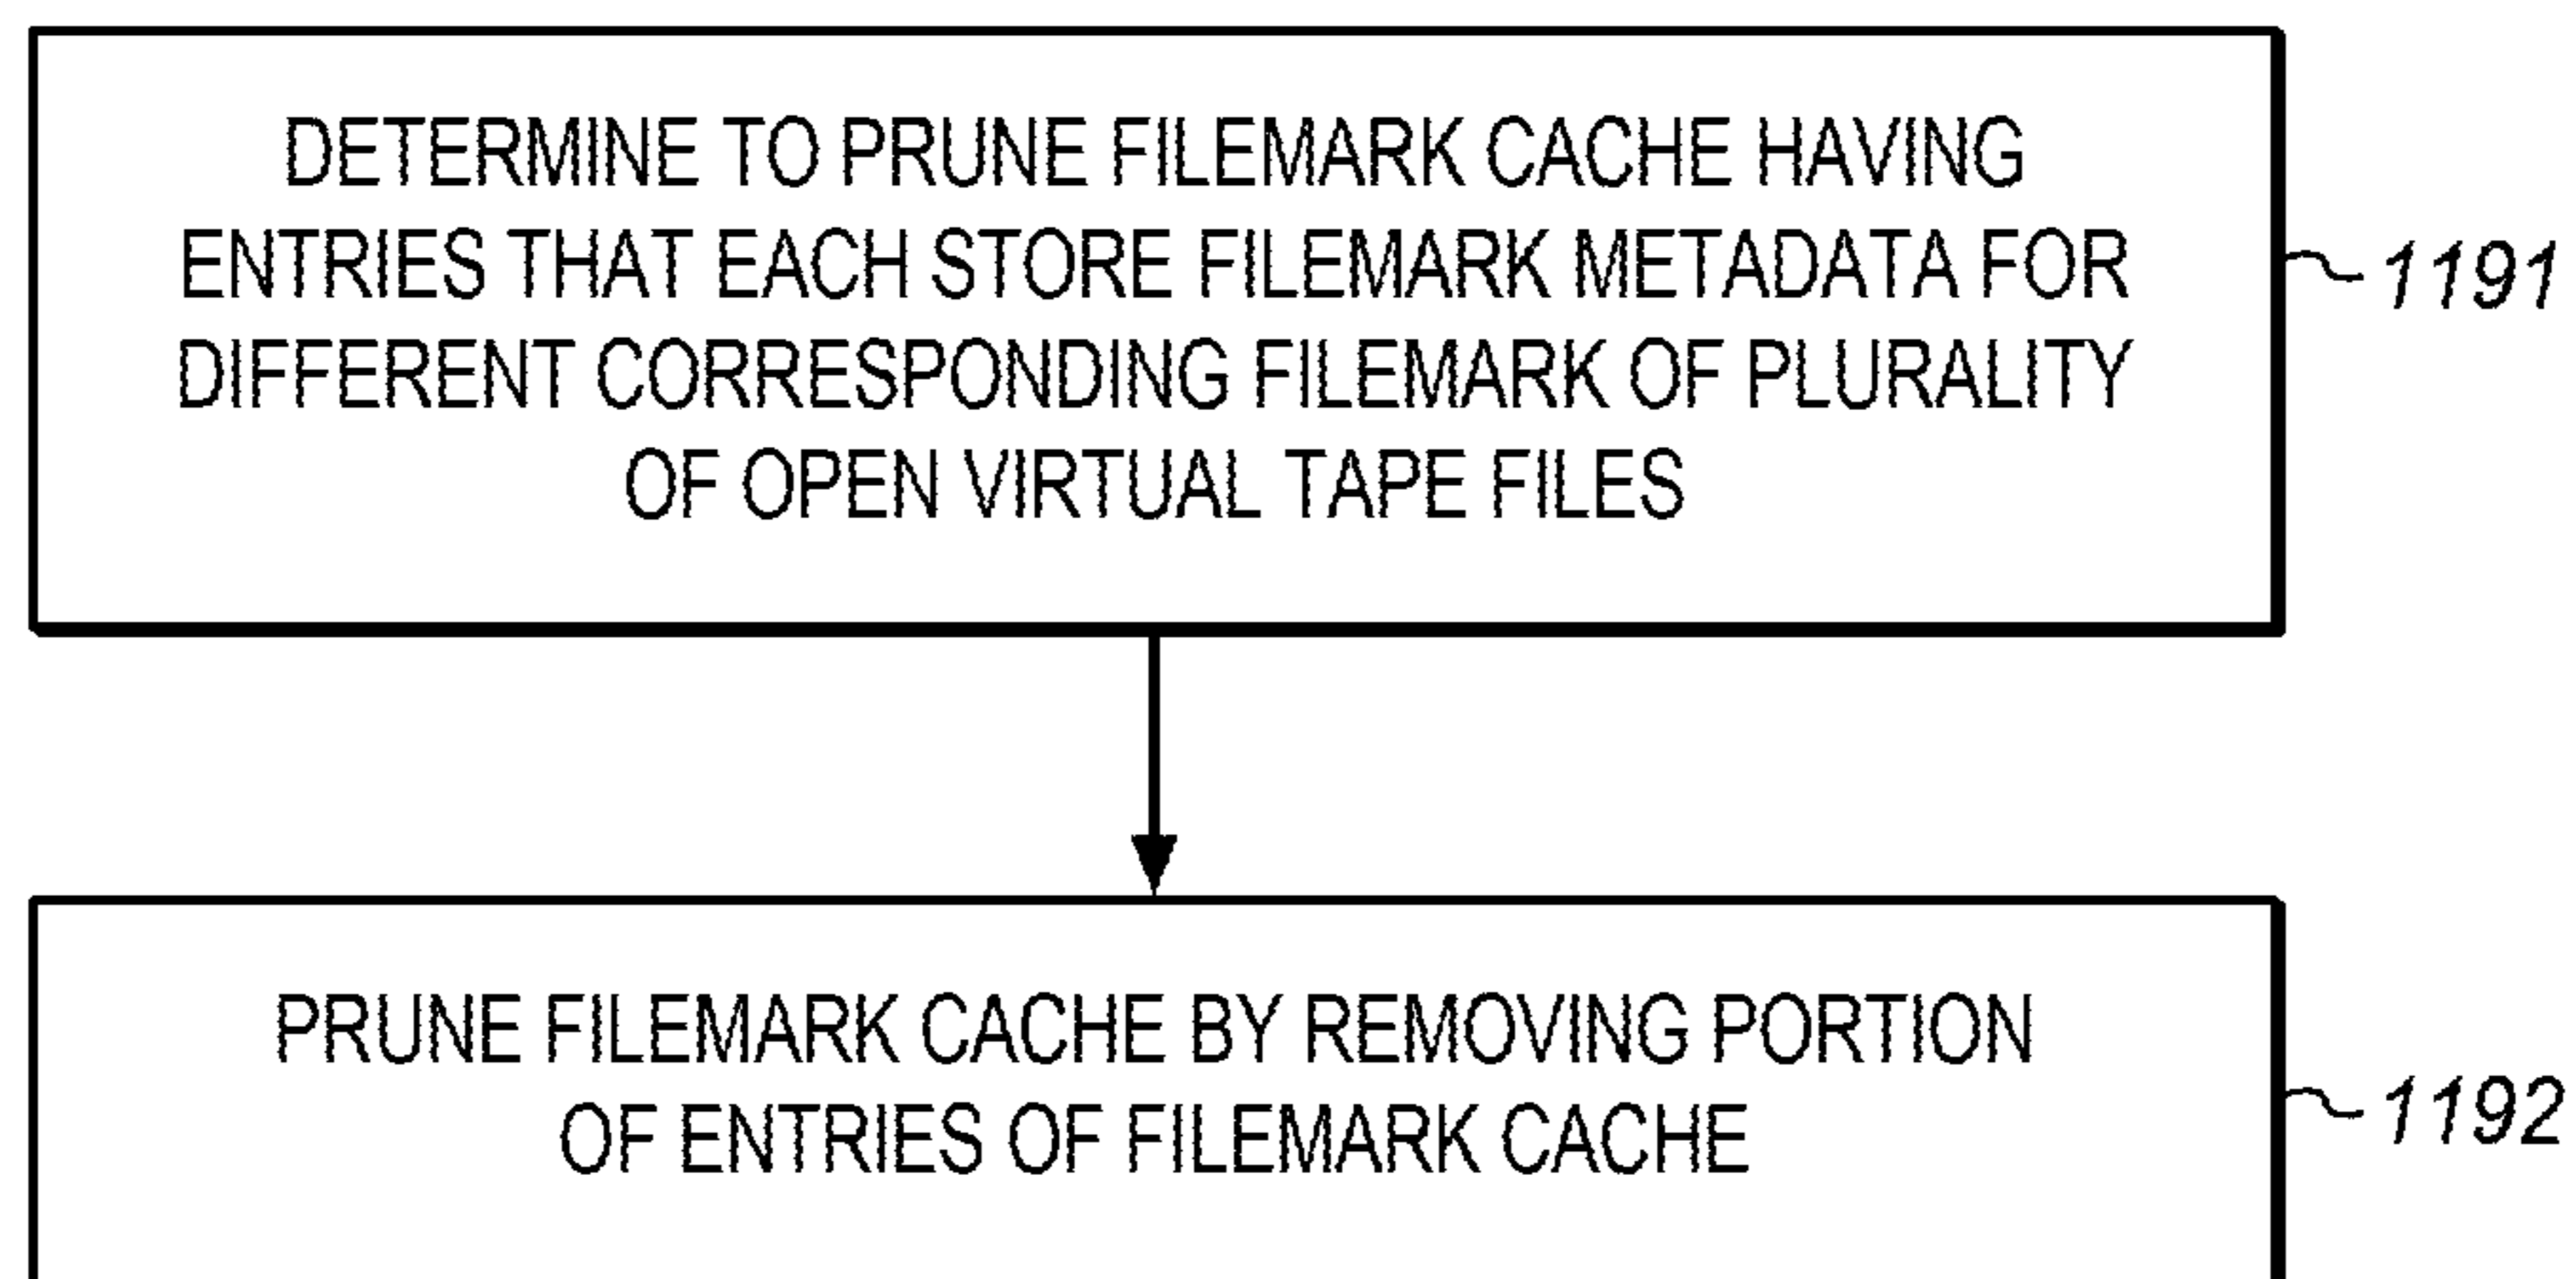 DETERMINE TO PRUNE FILEMARK CACHE HAVING
ENTRIES THAT EACH STORE FILEMARK METADATA FOR
DIFFERENT CORRESPONDING FILEMARK OF PLURALITY
OF OPEN VIRTUAL TAPE FILES
1191
PRUNE FILEMARK CACHE BY REMOVING PORTION
OF ENTRIES OF FILEMARK CACHE
1192